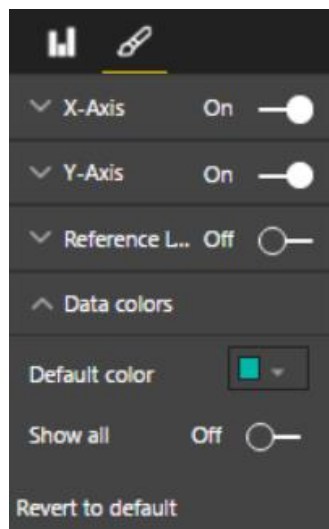 X-Axis On
Y-Axis On
Reference L... Off
Data colors
Default color
Show all Off
Revert to default